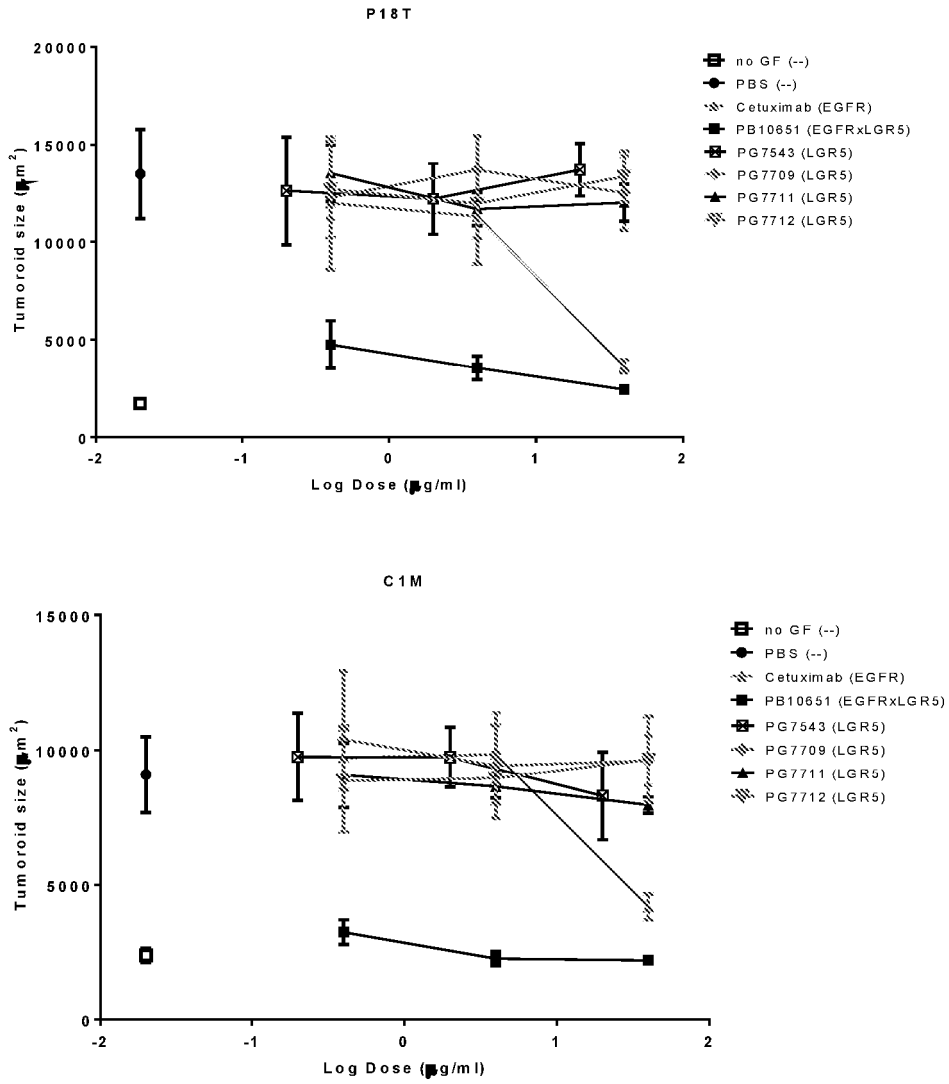 P18T
20000
15000
10000
5000
0
Tumoroid size (μm²)
-2 -1 0 1 2
Log Dose (μg/ml)
no GF (--)
PBS (--)
Cetuximab (EGFR)
PB10651 (EGFRxLGR5)
PG7543 (LGR5)
PG7709 (LGR5)
PG7711 (LGR5)
PG7712 (LGR5)
C1M
15000
10000
5000
0
Tumoroid size (μm²)
-2 -1 0 1 2
Log Dose (μg/ml)
no GF (--)
PBS (--)
Cetuximab (EGFR)
PB10651 (EGFRxLGR5)
PG7543 (LGR5)
PG7709 (LGR5)
PG7711 (LGR5)
PG7712 (LGR5)